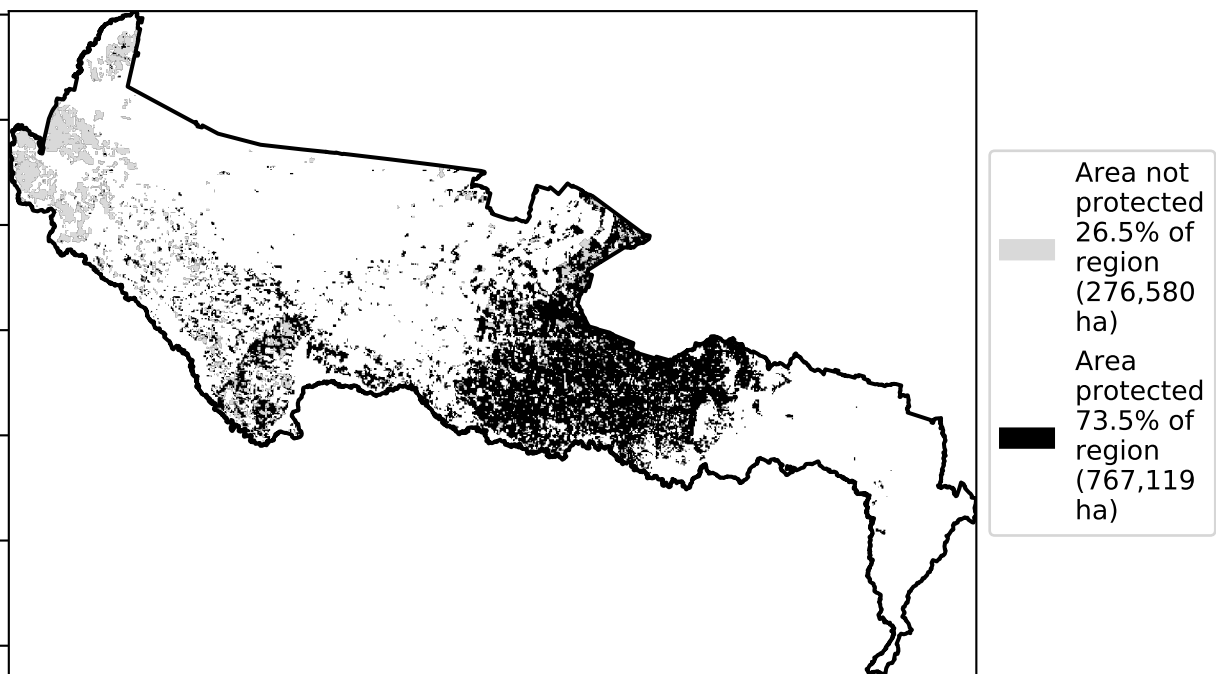 Area not
protected
26.5% of
region
(276,580
ha)
Area
protected
73.5% of
region
(767,119
ha)